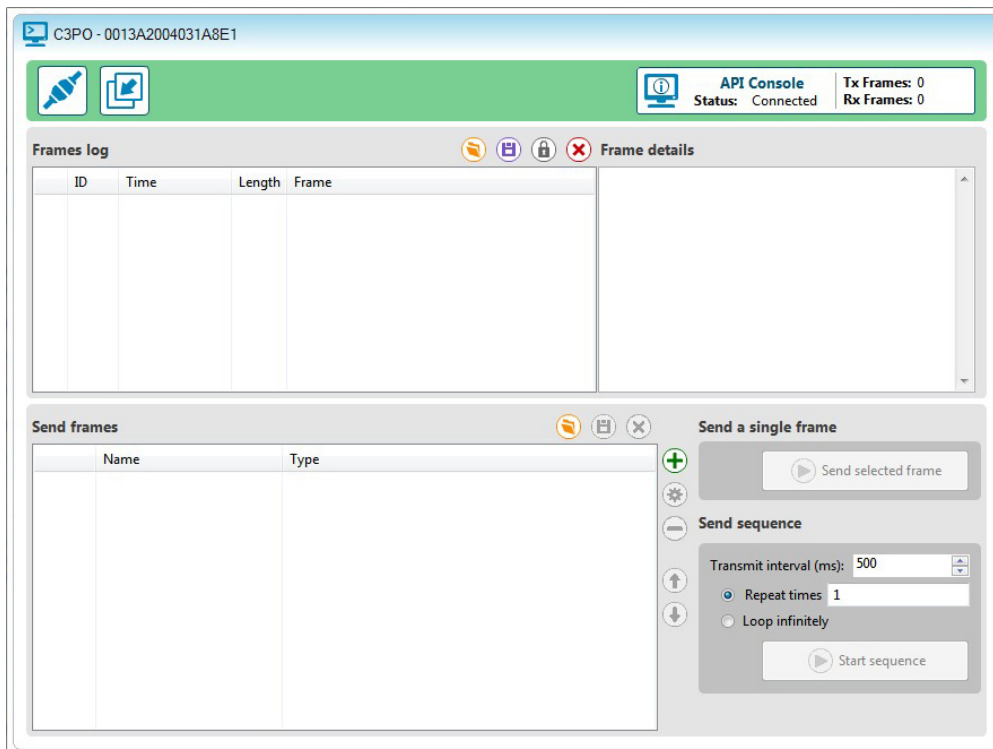 C3PO - 0013A2004031A8E1
API Console
Status: Connected
Tx Frames: 0
Rx Frames: 0
Frames log
Frame details
ID Time Length Frame
Send frames
Name Type
Send a single frame
Send selected frame
Send sequence
Transmit interval (ms): 500
Repeat times 1
Loop infinitely
Start sequence